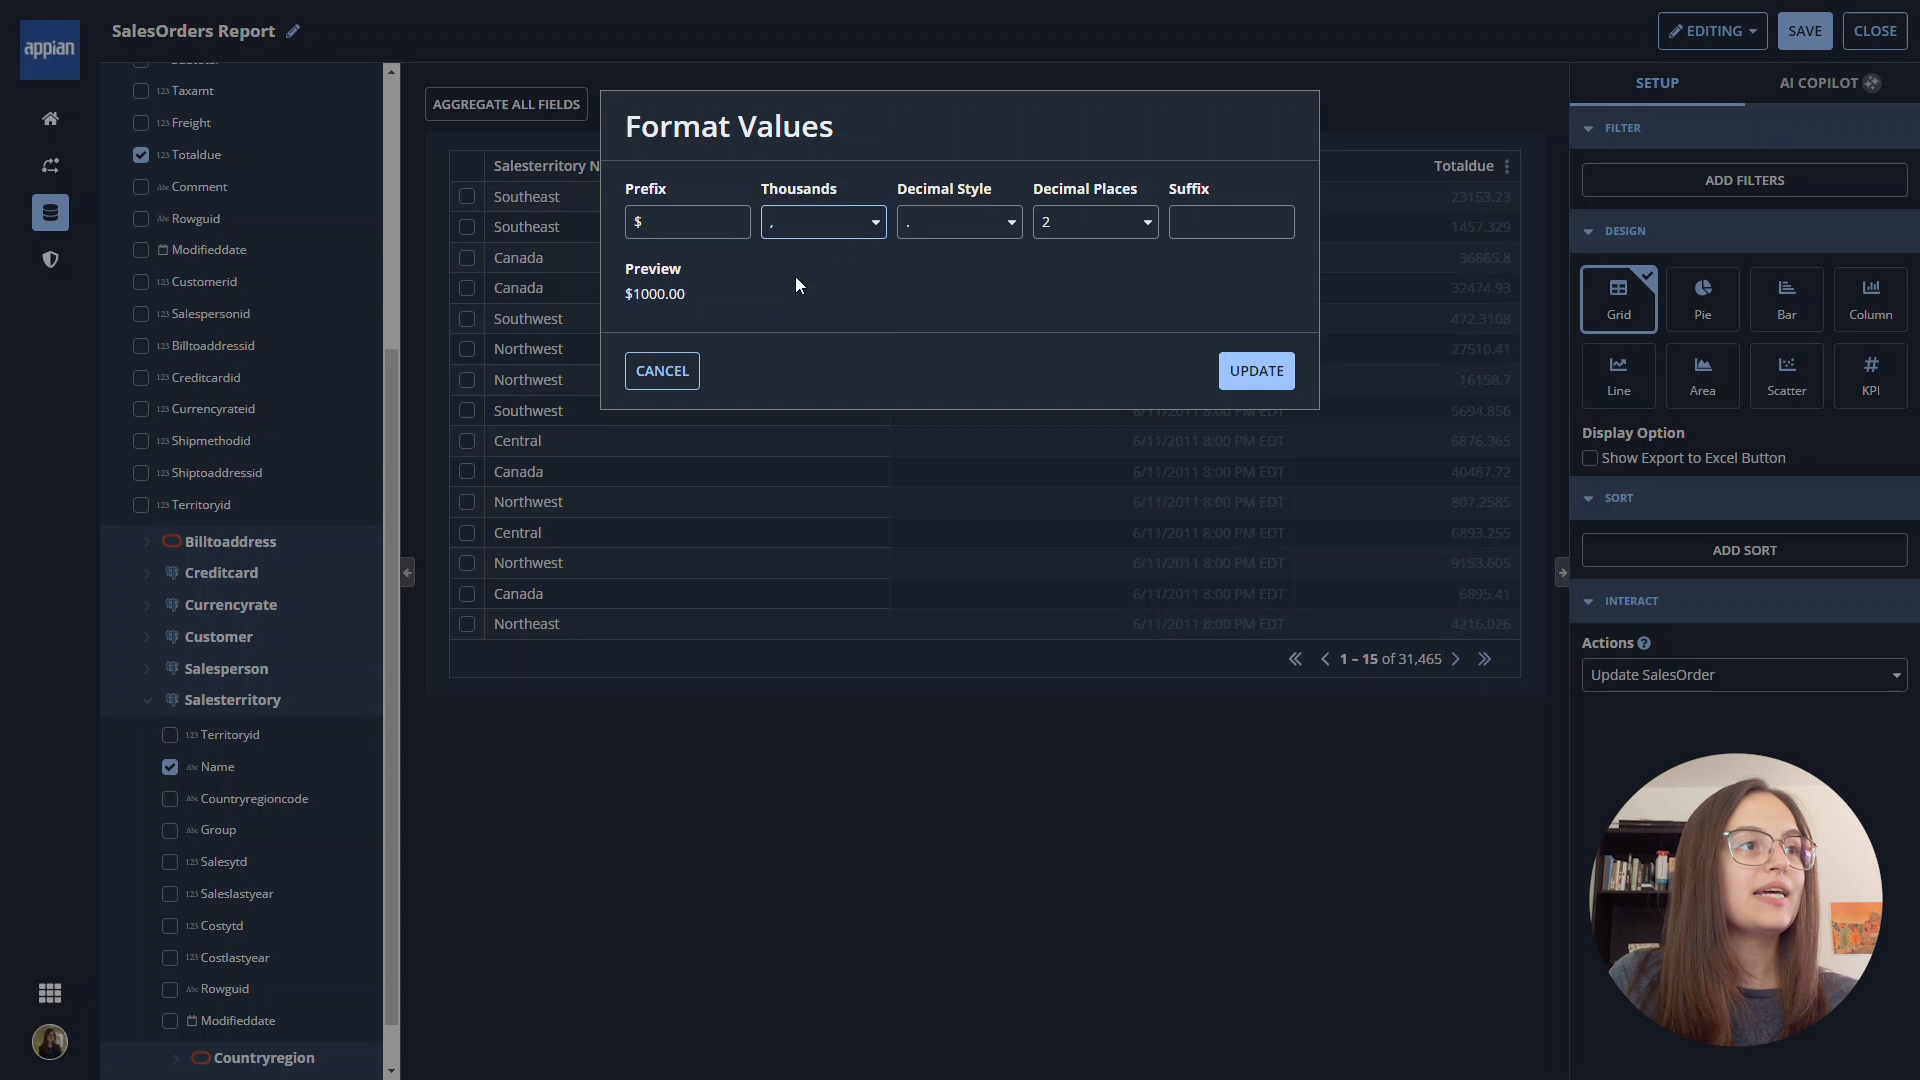 appian
SalesOrders Report
EDITING
SAVE
CLOSE
Taxamt
Freight
Totaldue
Comment
Rowguid
Modifieddate
Customerid
Salespersonid
Billtoaddressid
Creditcardid
Currencyrateid
Shipmethodid
Shiptoaddressid
Territoryid
Billtoaddress
Creditcard
Currencyrate
Customer
Salesperson
Salesterritory
Territoryid
Name
Countryregioncode
Group
Salesytd
Saleslastyear
Costytd
Costlastyear
Rowguid
Modifieddate
Countryregion
AGGREGATE ALL FIELDS
Format Values
Prefix Thousands Decimal Style Decimal Places Suffix
$ , . 2
Preview
$1000.00
CANCEL UPDATE
Salesterritory N Totaldue
Southeast 23153.23
Southeast 1457.329
Canada 36865.8
Canada 32474.93
Southwest 472.3108
Northwest 27510.41
Northwest 16158.7
Southwest 6/11/2011 8:00 PM EDT 5694.856
Central 6/11/2011 8:00 PM EDT 6876.365
Canada 6/11/2011 8:00 PM EDT 40487.72
Northwest 6/11/2011 8:00 PM EDT 807.2585
Central 6/11/2011 8:00 PM EDT 6893.255
Northwest 6/11/2011 8:00 PM EDT 9153.605
Canada 6/11/2011 8:00 PM EDT 6895.41
Northeast 6/11/2011 8:00 PM EDT 4216.026
1 – 15 of 31,465
SETUP AI COPILOT
FILTER
ADD FILTERS
DESIGN
Grid Pie Bar Column
Line Area Scatter KPI
Display Option
Show Export to Excel Button
SORT
ADD SORT
INTERACT
Actions
Update SalesOrder